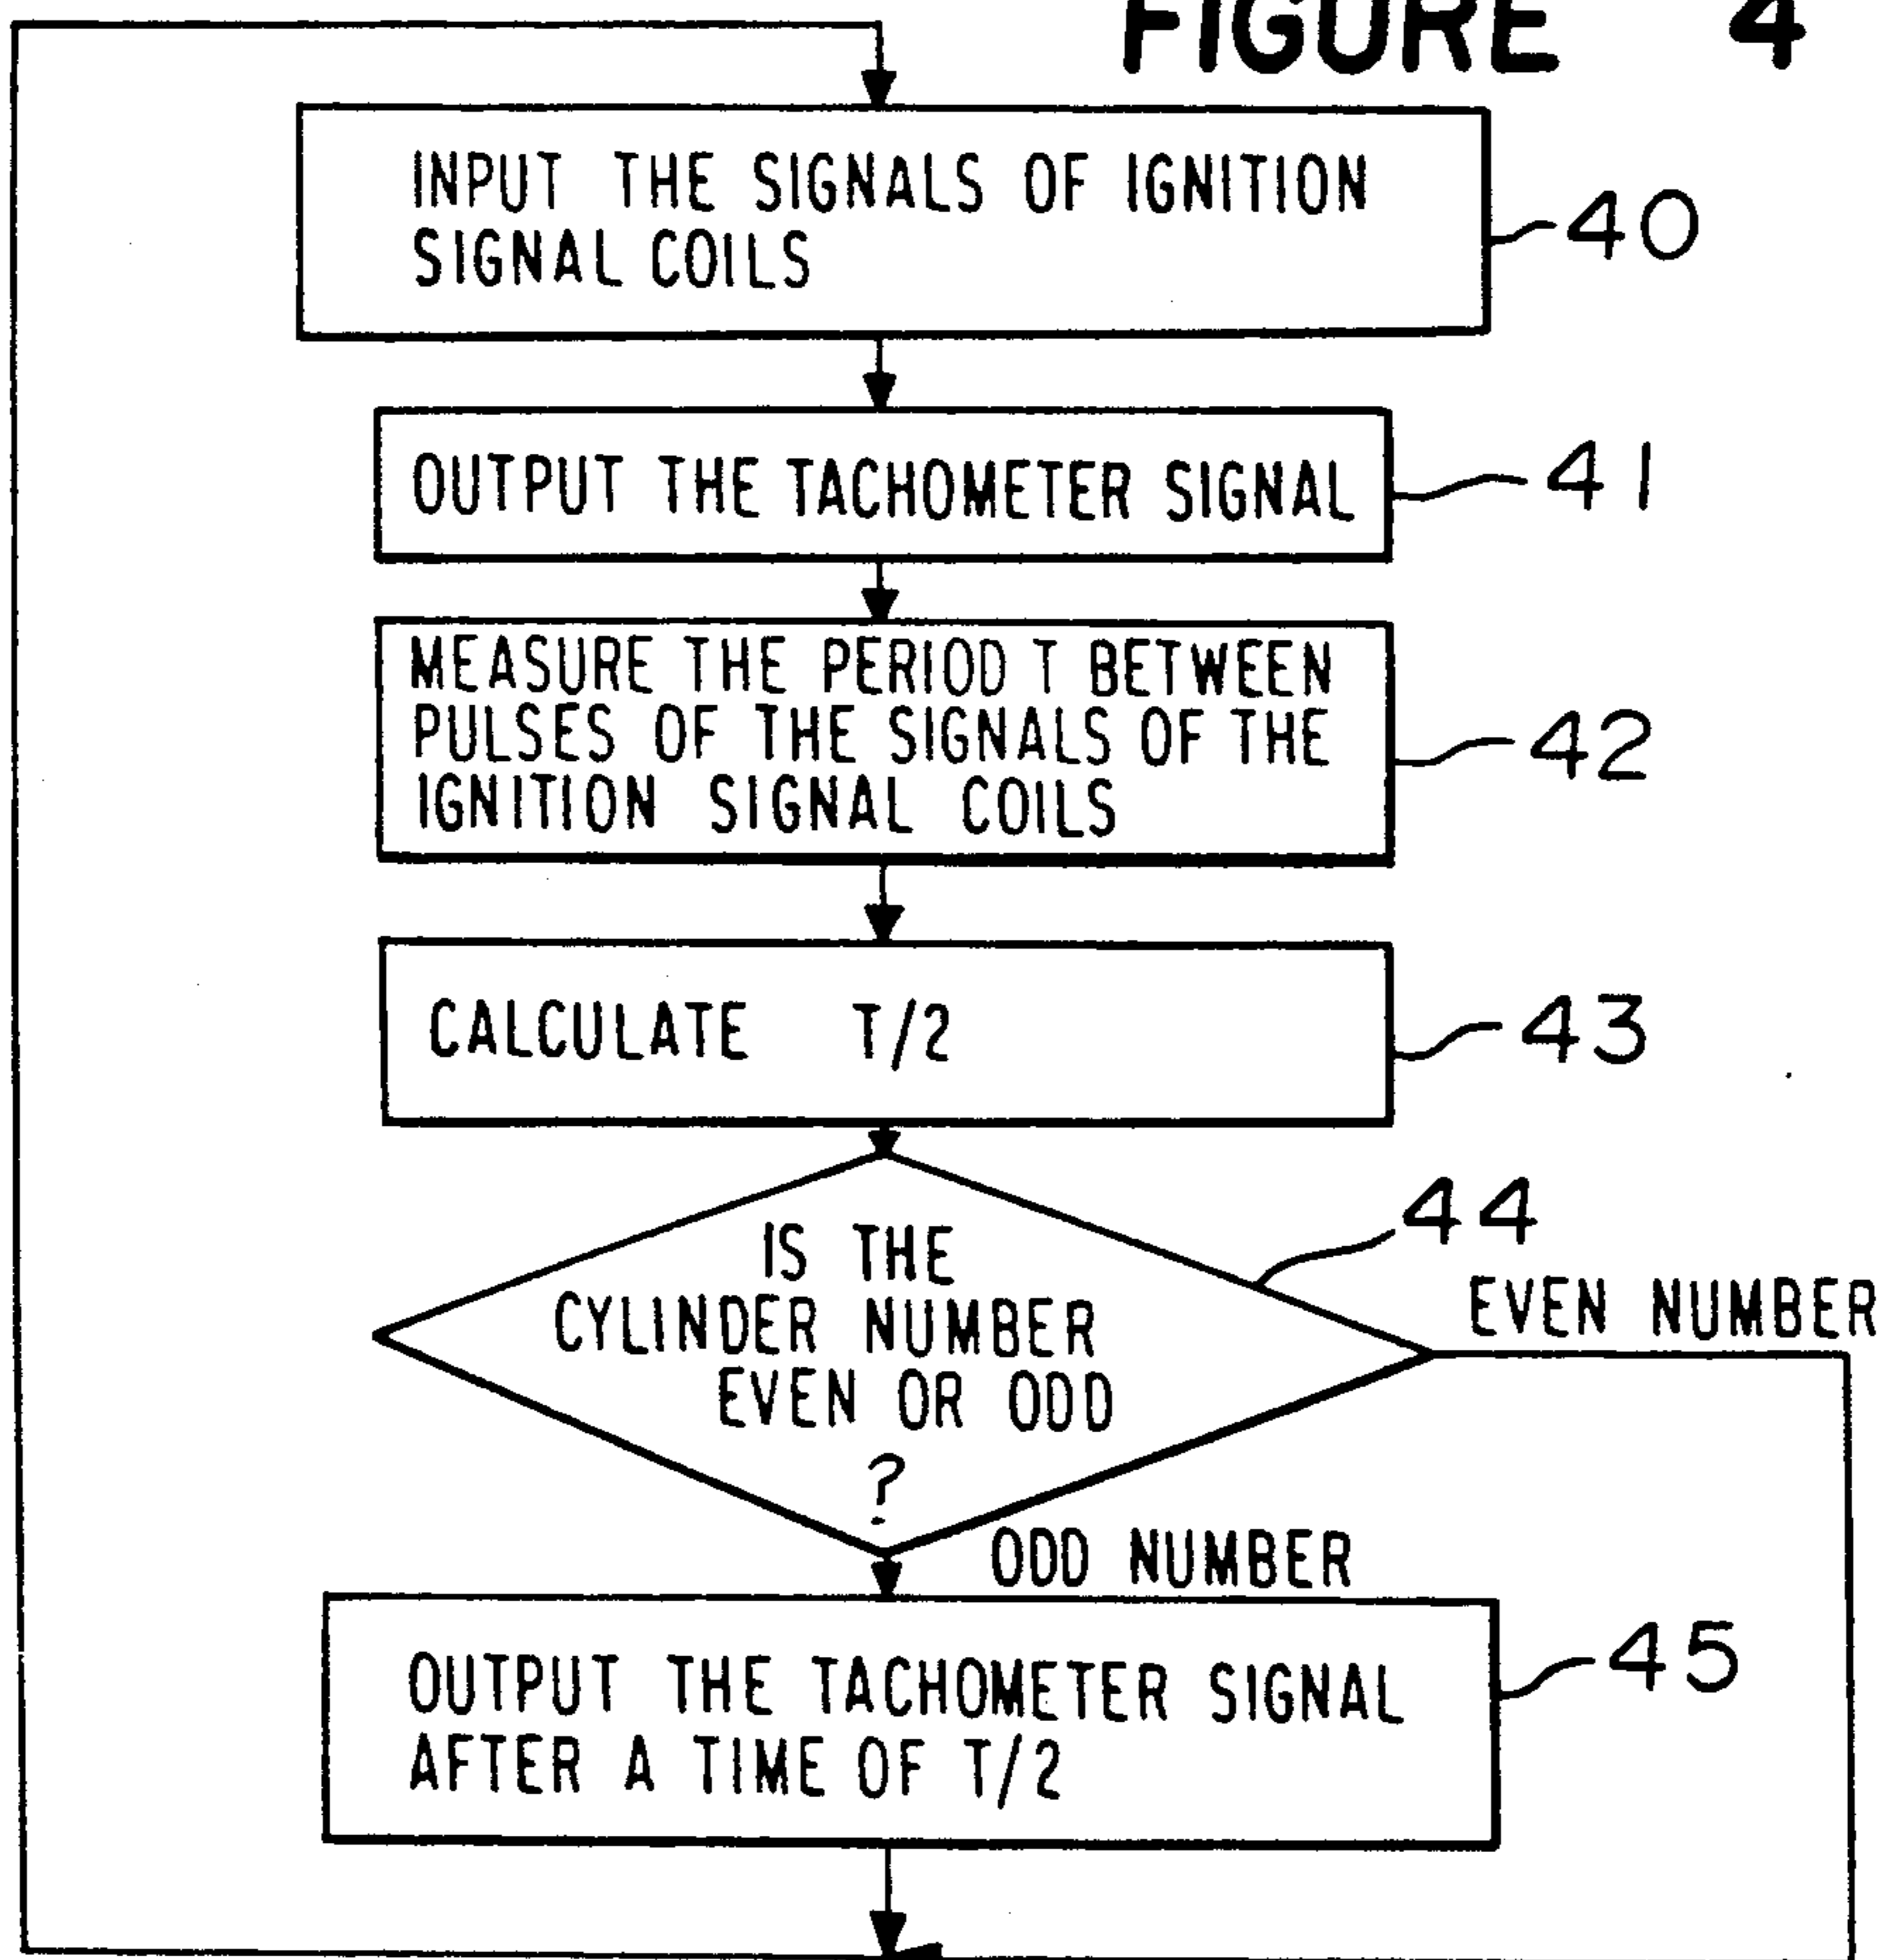 FIGURE 4
INPUT THE SIGNALS OF IGNITION
SIGNAL COILS
40
OUTPUT THE TACHOMETER SIGNAL
41
MEASURE THE PERIOD T BETWEEN
PULSES OF THE SIGNALS OF THE
IGNITION SIGNAL COILS
42
CALCULATE T/2
43
IS THE
CYLINDER NUMBER
EVEN OR ODD
?
44
EVEN NUMBER
ODD NUMBER
OUTPUT THE TACHOMETER SIGNAL
AFTER A TIME OF T/2
45